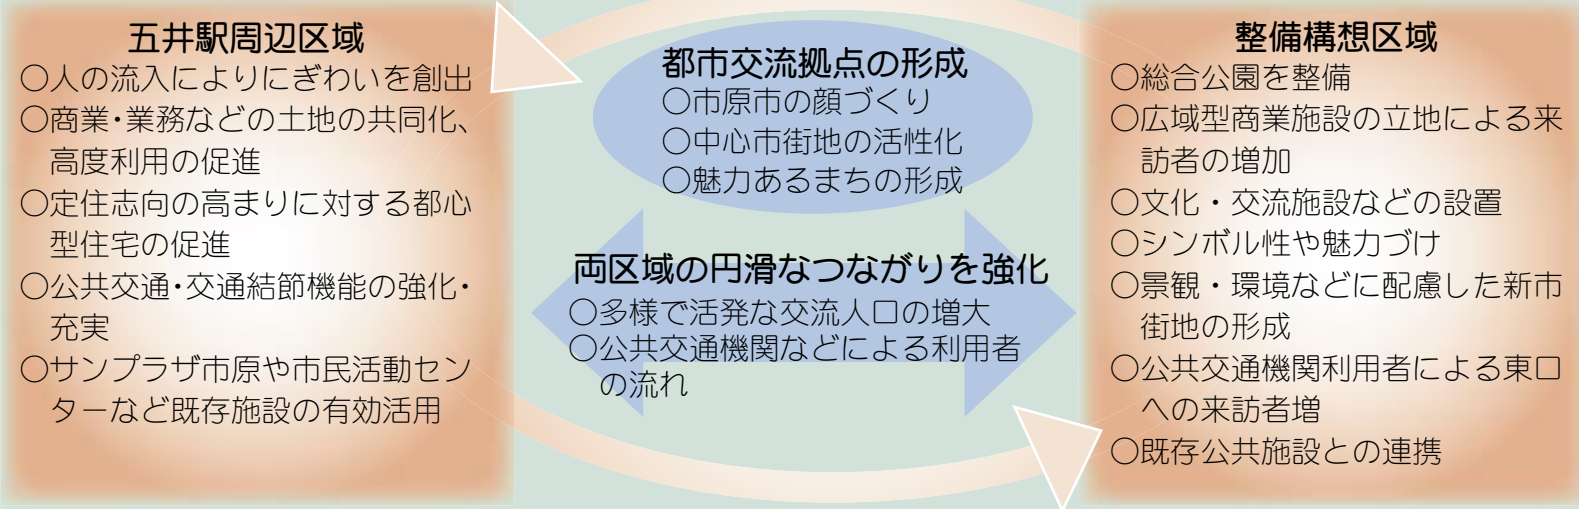 五井駅周辺区域
○人の流入によりにぎわいを創出
○商業・業務などの土地の共同化、
高度利用の促進
○定住志向の高まりに対する都心
型住宅の促進
○公共交通・交通結節機能の強化・
充実
○サンプラザ市原や市民活動セン
ターなど既存施設の有効活用
都市交流拠点の形成
○市原市の顔づくり
○中心市街地の活性化
○魅力あるまちの形成
両区域の円滑なつながりを強化
○多様で活発な交流人口の増大
○公共交通機関などによる利用者
の流れ
整備構想区域
○総合公園を整備
○広域型商業施設の立地による来
訪者の増加
○文化・交流施設などの設置
○シンボル性や魅力づけ
○景観・環境などに配慮した新市
街地の形成
○公共交通機関利用者による東口
への来訪者増
○既存公共施設との連携